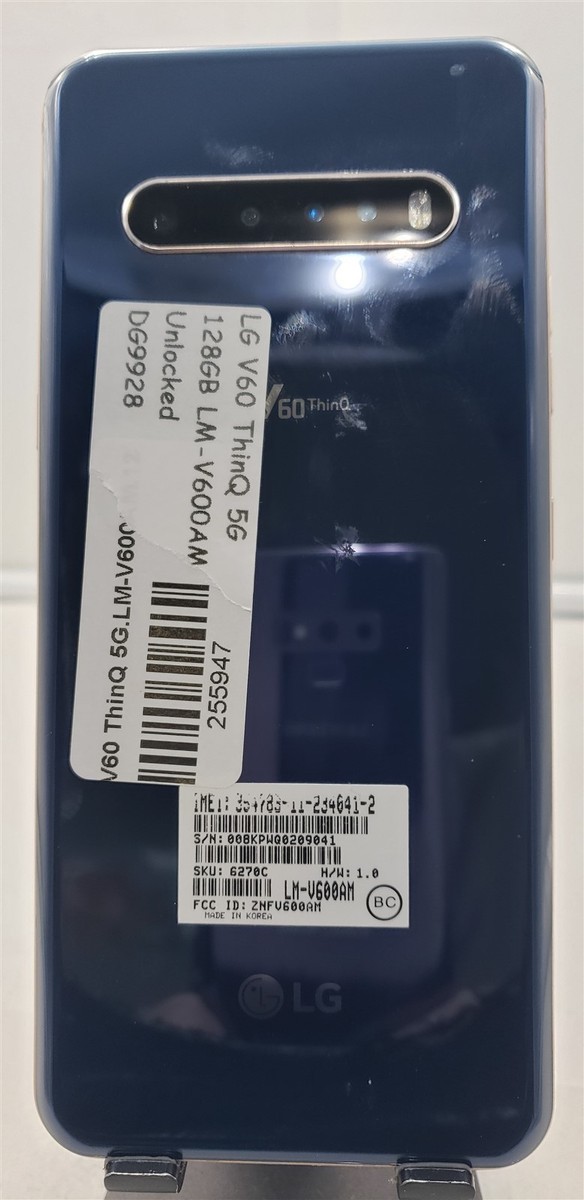 LG V60 ThinQ 5G
128GB LM-V600AM
Unlocked
DG9928
V60 ThinQ 5G.LM-V600
255947
V60 ThinQ
S/N: 008KPWQ0209041
SKU: 6270C H/W: 1.0
LM-V600AM
FCC ID: ZNFV600AM
MADE IN KOREA
BC
LG